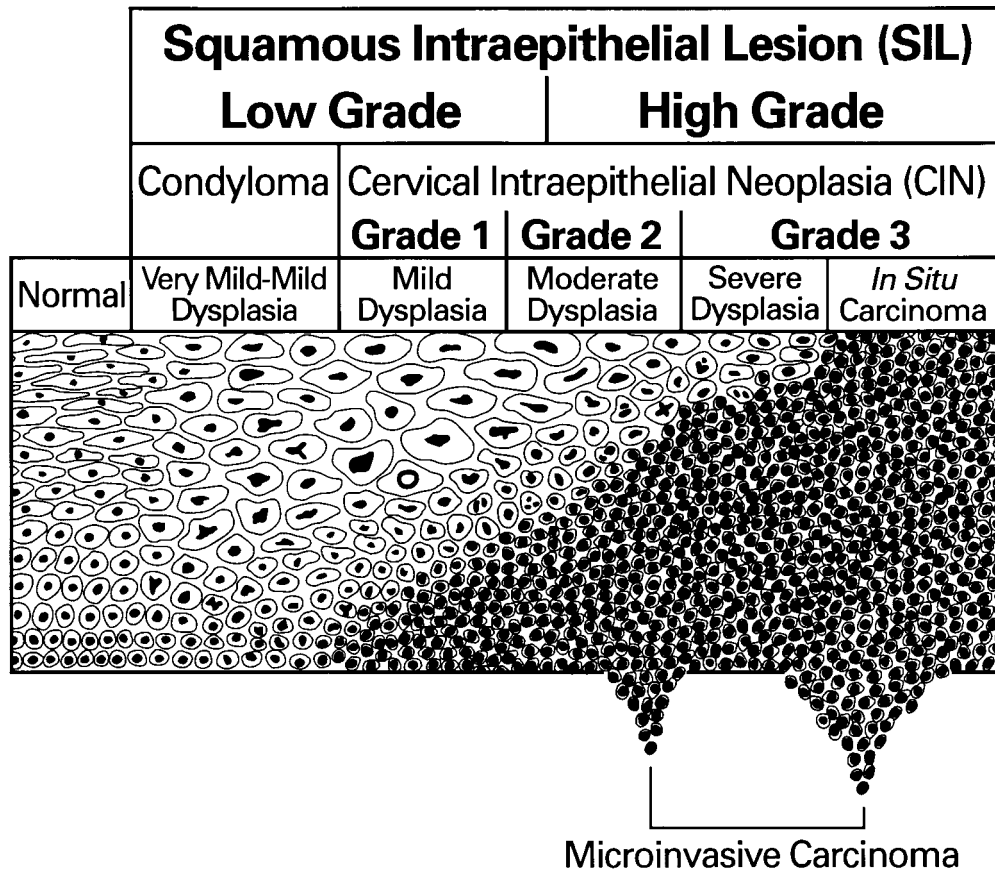 Squamous Intraepithelial Lesion (SIL)
Low Grade High Grade
Condyloma Cervical Intraepithelial Neoplasia (CIN)
Grade 1 Grade 2 Grade 3
Normal Very Mild-Mild Dysplasia Mild Dysplasia Moderate Dysplasia Severe Dysplasia In Situ Carcinoma
Microinvasive Carcinoma